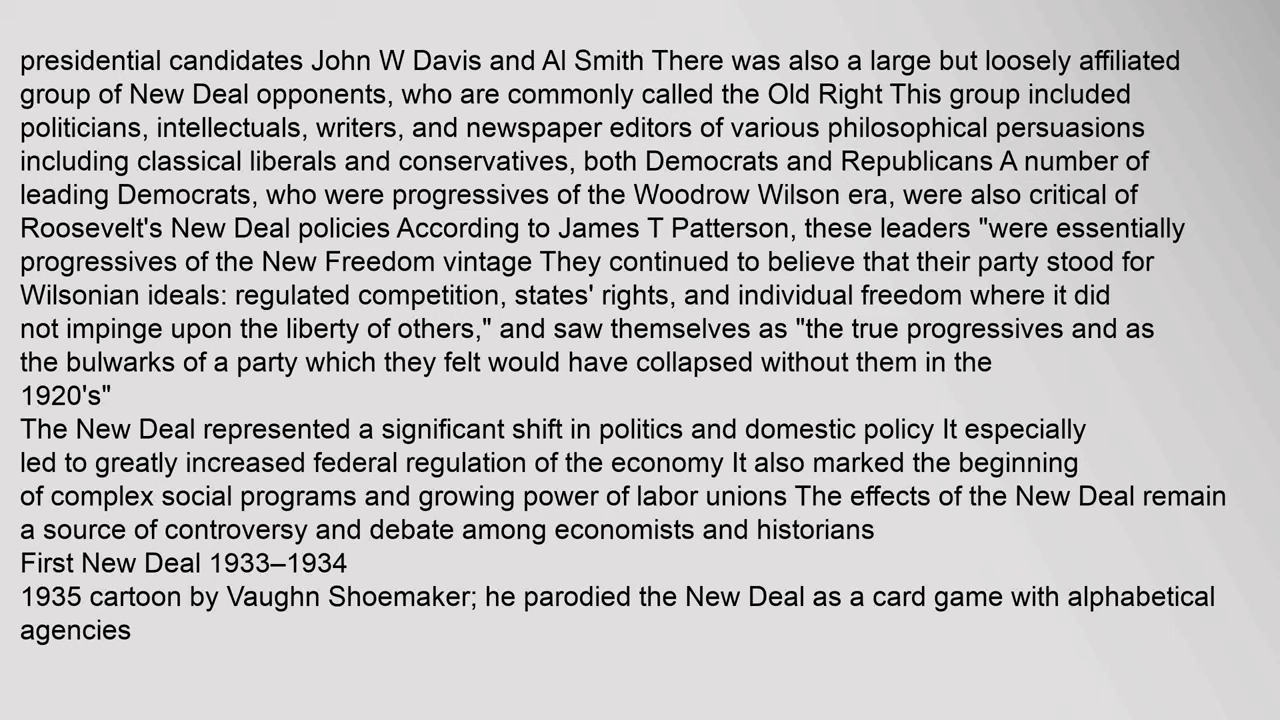 presidential candidates John W Davis and Al Smith There was also a large but loosely affiliated
group of New Deal opponents, who are commonly called the Old Right This group included
politicians, intellectuals, writers, and newspaper editors of various philosophical persuasions
including classical liberals and conservatives, both Democrats and Republicans A number of
leading Democrats, who were progressives of the Woodrow Wilson era, were also critical of
Roosevelt's New Deal policies According to James T Patterson, these leaders "were essentially
progressives of the New Freedom vintage They continued to believe that their party stood for
Wilsonian ideals: regulated competition, states' rights, and individual freedom where it did
not impinge upon the liberty of others," and saw themselves as "the true progressives and as
the bulwarks of a party which they felt would have collapsed without them in the
1920's"
The New Deal represented a significant shift in politics and domestic policy It especially
led to greatly increased federal regulation of the economy It also marked the beginning
of complex social programs and growing power of labor unions The effects of the New Deal remain
a source of controversy and debate among economists and historians
First New Deal 1933–1934
1935 cartoon by Vaughn Shoemaker; he parodied the New Deal as a card game with alphabetical
agencies